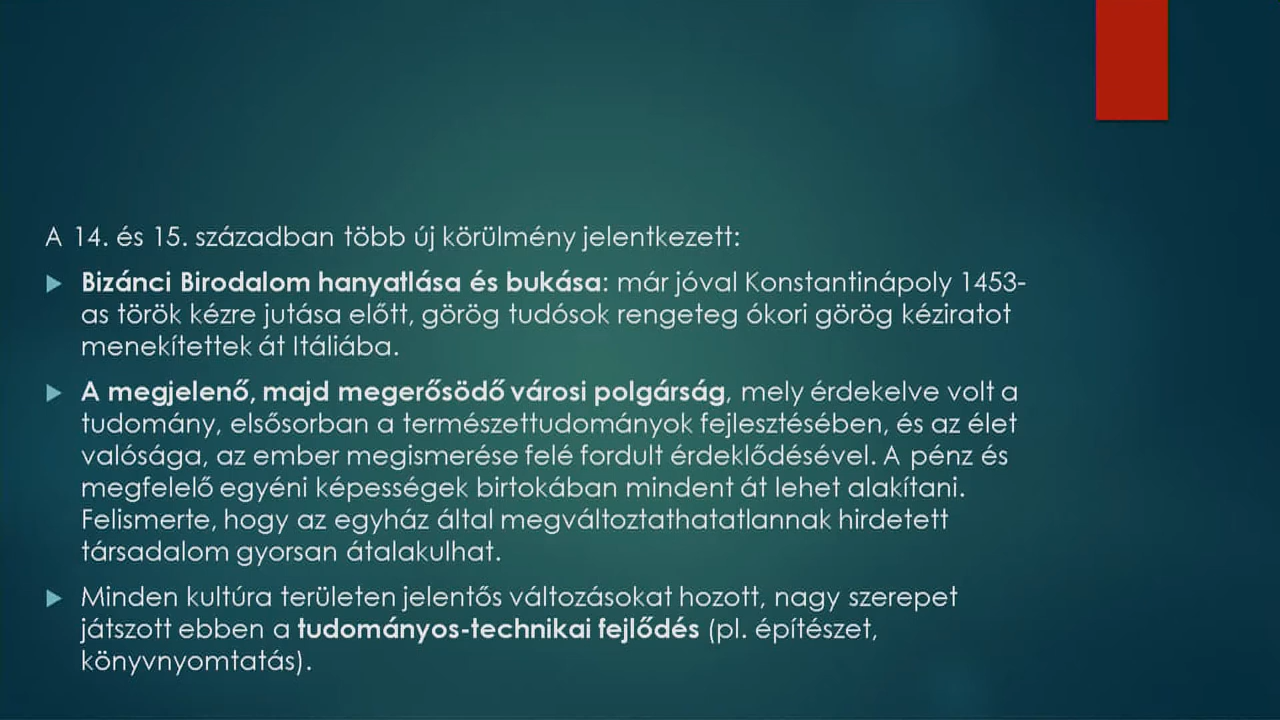 A 14. és 15. században több új körülmény jelentkezett:
Bizánci Birodalom hanyatlása és bukása: már jóval Konstantinápoly 1453-
as török kézre jutása előtt, görög tudósok rengeteg ókori görög kéziratot
menekítettek át Itáliába.
A megjelenő, majd megerősödő városi polgárság, mely érdekelve volt a
tudomány, elsősorban a természettudományok fejlesztésében, és az élet
valósága, az ember megismerése felé fordult érdeklődésével. A pénz és
megfelelő egyéni képességek birtokában mindent át lehet alakítani.
Felismerte, hogy az egyház által megváltoztathatatlannak hirdetett
társadalom gyorsan átalakulhat.
Minden kultúra területen jelentős változásokat hozott, nagy szerepet
játszott ebben a tudományos-technikai fejlődés (pl. építészet,
könyvnyomtatás).